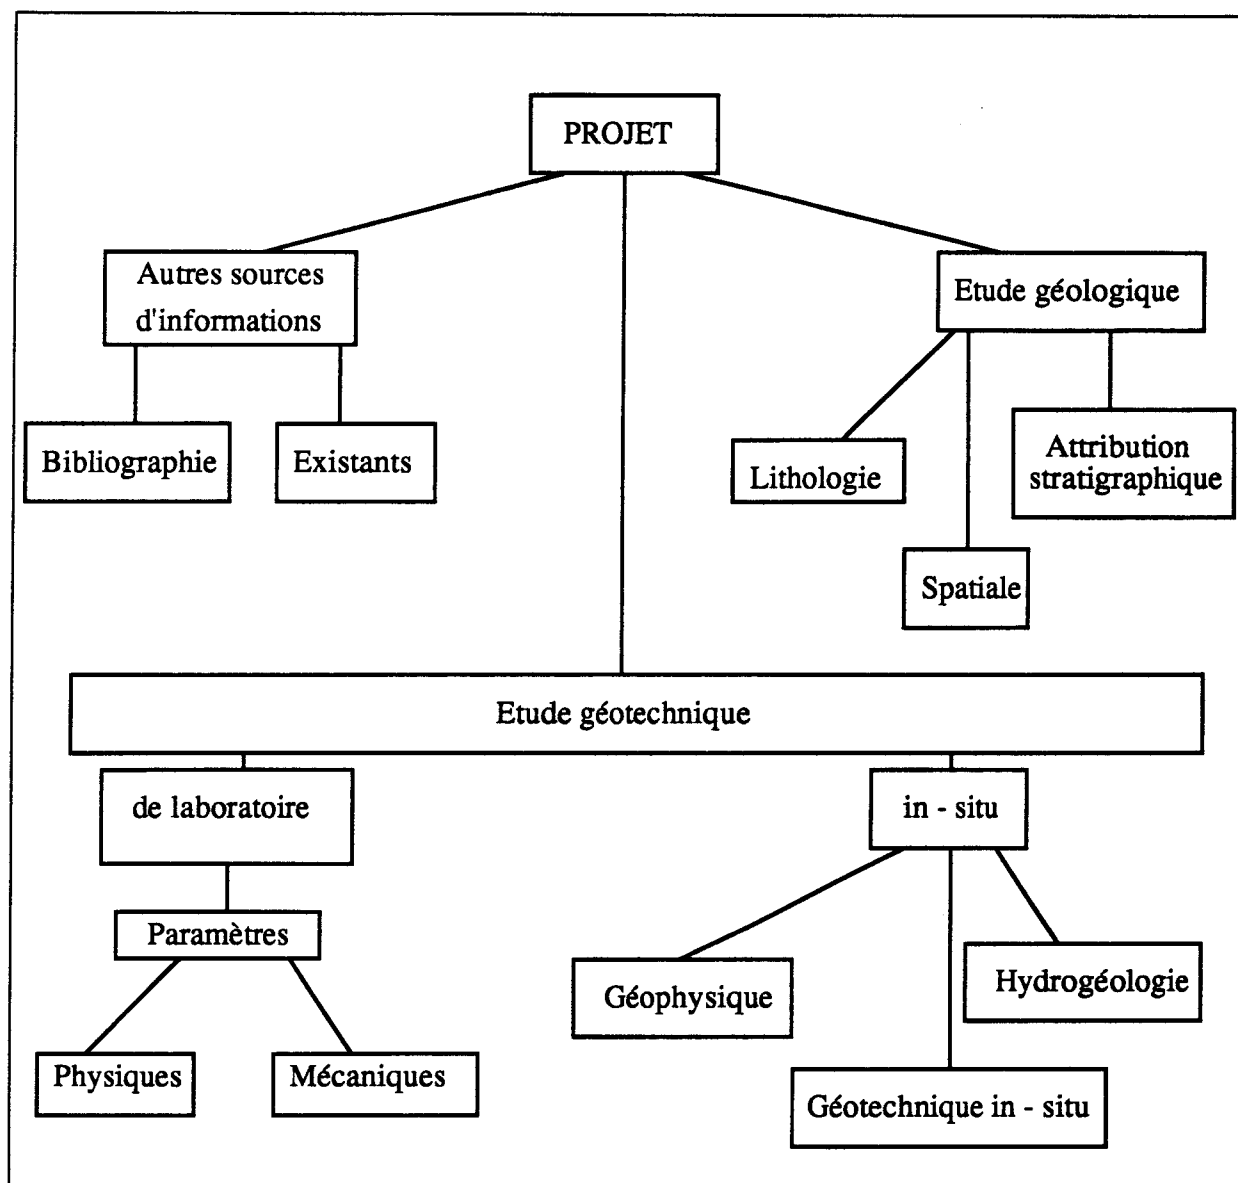 PROJET
Autres sources
d'informations
Etude géologique
Bibliographie
Existants
Lithologie
Attribution
stratigraphique
Spatiale
Etude géotechnique
de laboratoire
in - situ
Paramètres
Géophysique
Hydrogéologie
Physiques
Mécaniques
Géotechnique in - situ